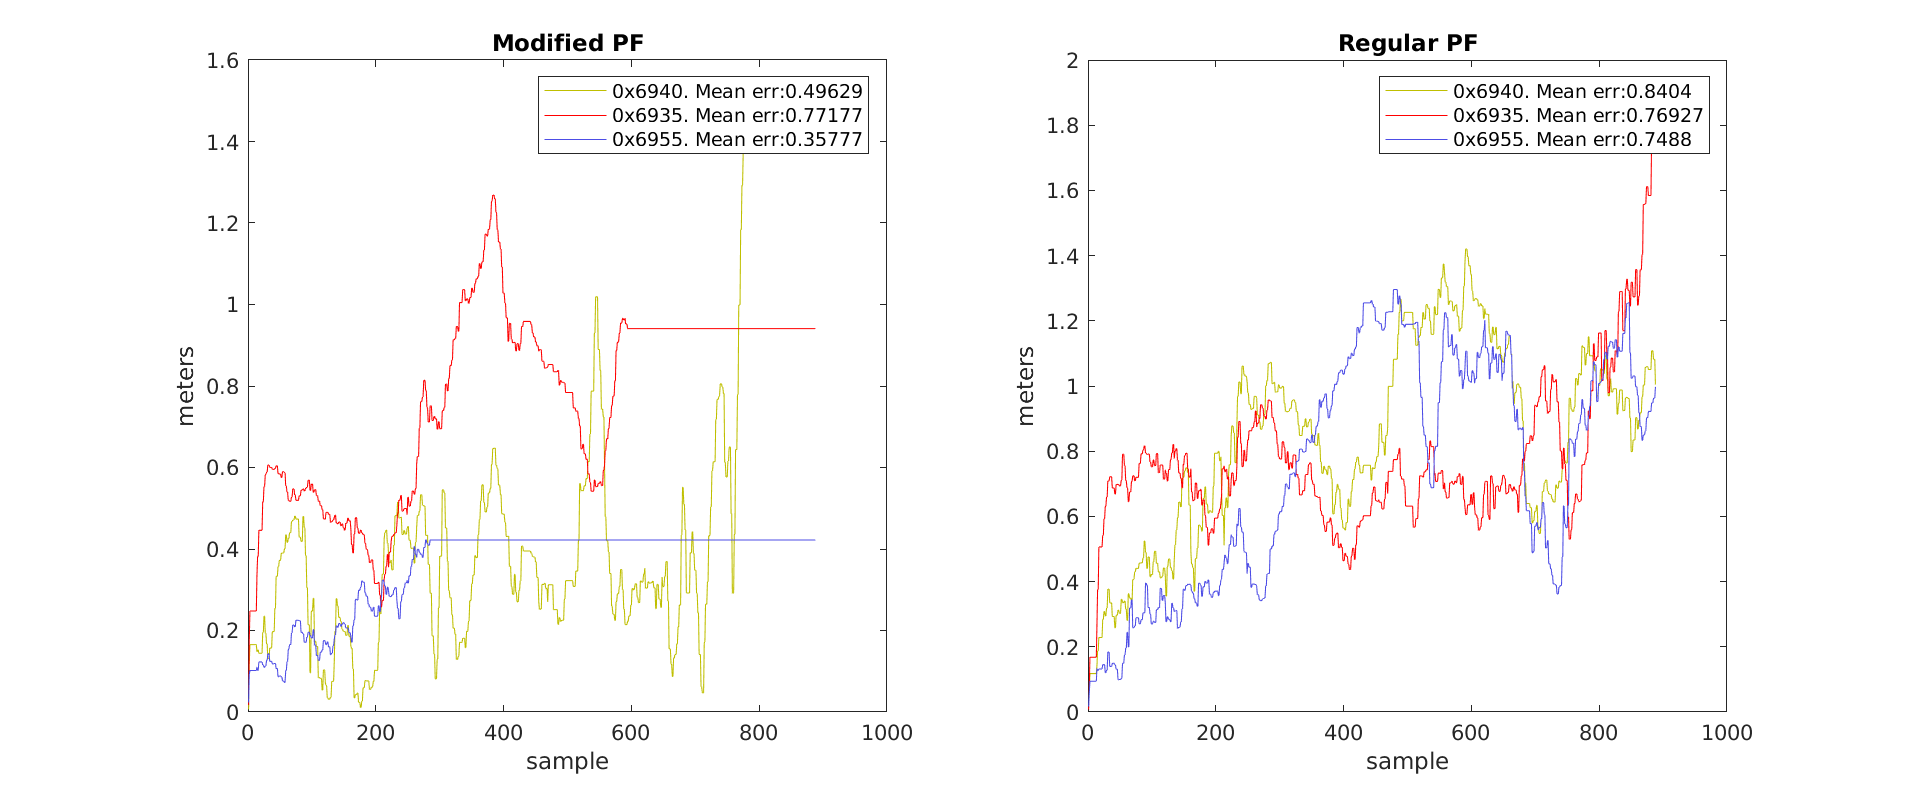 Modified PF
1.6
1.4
1.2
1
0.8
0.6
0.4
0.2
0
meters
0x6940. Mean err:0.49629
0x6935. Mean err:0.77177
0x6955. Mean err:0.35777
0
200
400
600
800
1000
sample
Regular PF
2
1.8
1.6
1.4
1.2
1
0.8
0.6
0.4
0.2
0
meters
0x6940. Mean err:0.8404
0x6935. Mean err:0.76927
0x6955. Mean err:0.7488
0
200
400
600
800
1000
sample